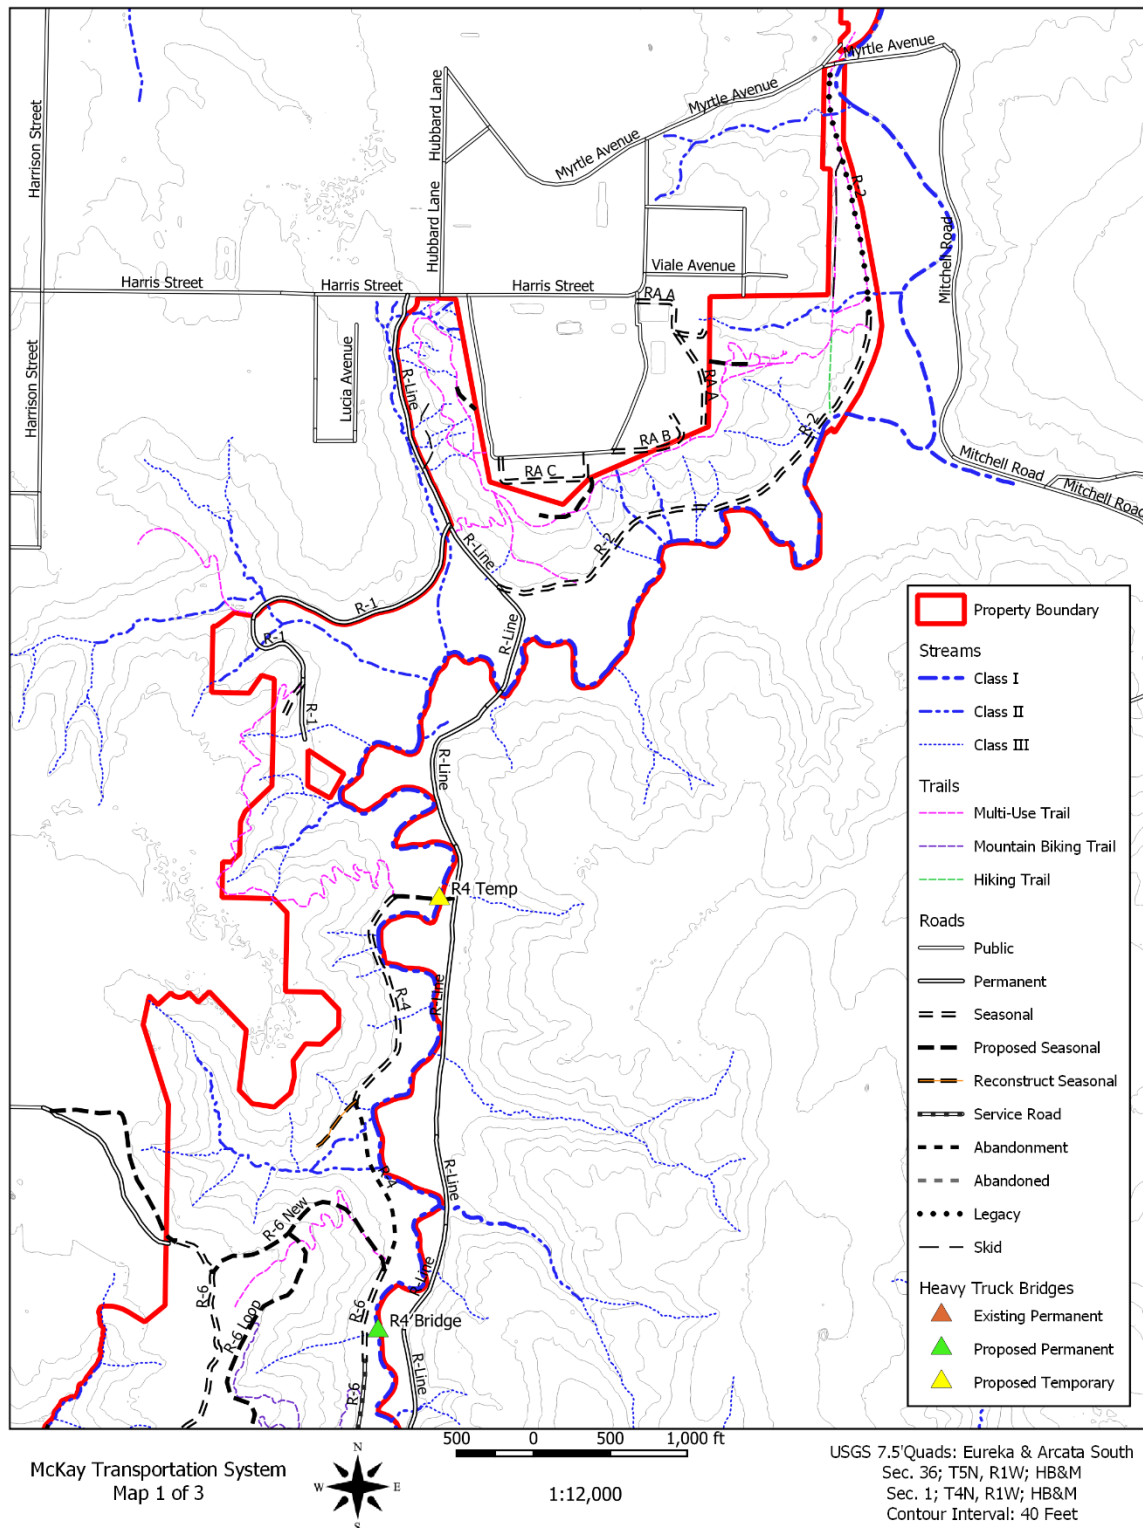 Myrtle Avenue
Myrtle Avenue
Myrtle Avenue
Hubbard Lane
Hubbard Lane
Harrison Street
Harrison Street
Harrison Street
Mitchell Road
Mitchell Road
Mitchell Road
Viale Avenue
Harris Street
Harris Street
Harris Street
Lucia Avenue
RA A
RA A
RA B
RA C
R-2
R-2
R-2
R-Line
R-Line
R-Line
R-1
R-1
R-1
R-Line
R4 Temp
R-Line
R-4
R-4
R-Line
R-Line
R-6 New
R-6
R-6 Loop
R-6
R4 Bridge
R-Line
R-6
Property Boundary
Streams
Class I
Class II
Class III
Trails
Multi-Use Trail
Mountain Biking Trail
Hiking Trail
Roads
Public
Permanent
Seasonal
Proposed Seasonal
Reconstruct Seasonal
Service Road
Abandonment
Abandoned
Legacy
Skid
Heavy Truck Bridges
Existing Permanent
Proposed Permanent
Proposed Temporary
McKay Transportation System
Map 1 of 3
N
W E
S
500 0 500 1,000 ft
1:12,000
USGS 7.5'Quads: Eureka & Arcata South
Sec. 36; T5N, R1W; HB&M
Sec. 1; T4N, R1W; HB&M
Contour Interval: 40 Feet